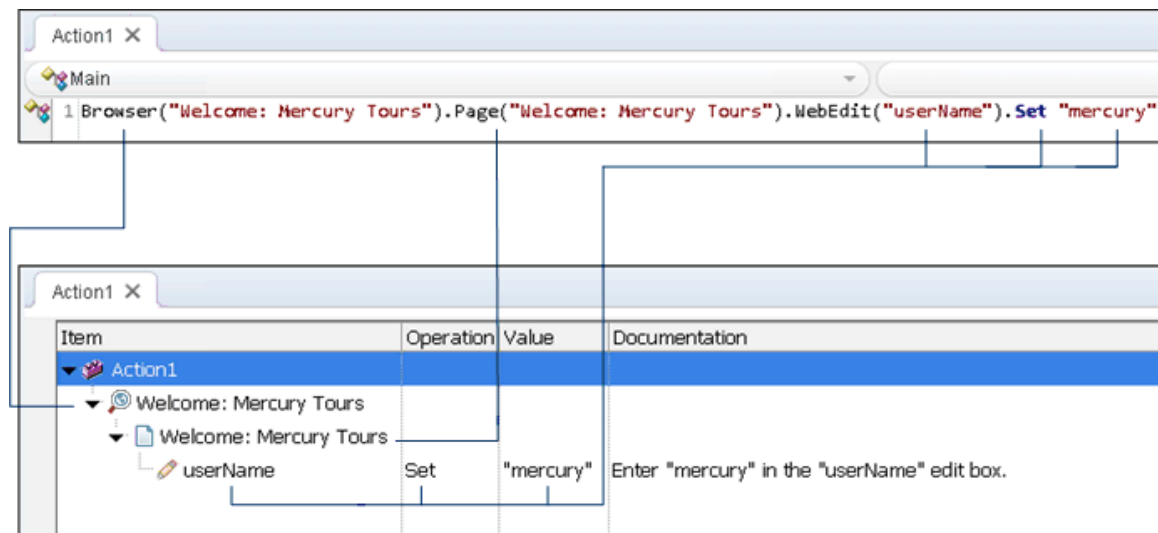 Action1
Main
1 Browser("Welcome: Mercury Tours").Page("Welcome: Mercury Tours").WebEdit("userName").Set "mercury"
Action1
Item Operation Value Documentation
Action1
Welcome: Mercury Tours
Welcome: Mercury Tours
userName Set "mercury" Enter "mercury" in the "userName" edit box.